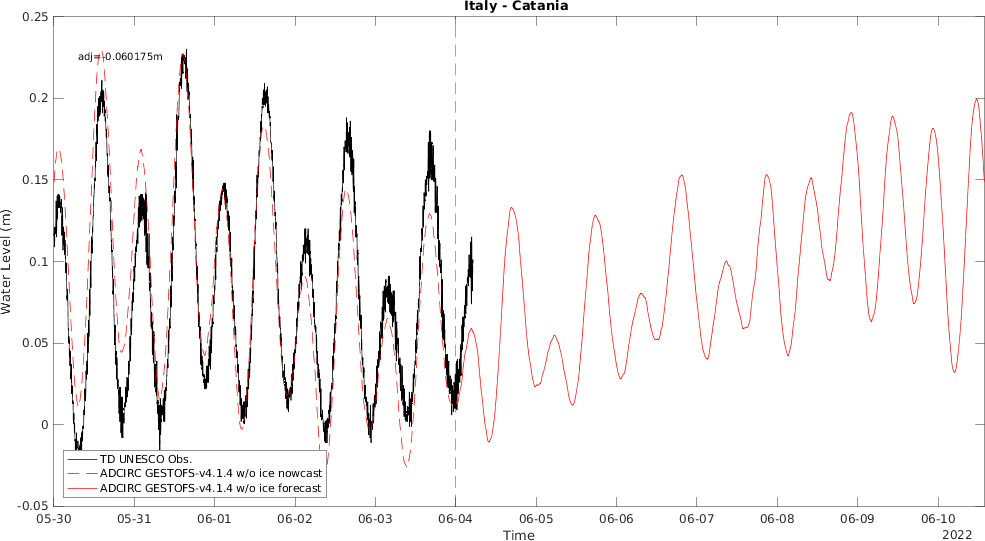 Italy - Catania
0.25
adj=-0.060175m
0.2
0.15
Water Level (m)
0.1
0.05
0
TD UNESCO Obs.
ADCIRC GESTOFS-v4.1.4 w/o ice nowcast
ADCIRC GESTOFS-v4.1.4 w/o ice forecast
-0.05
05-30 05-31 06-01 06-02 06-03 06-04 06-05 06-06 06-07 06-08 06-09 06-10
Time 2022